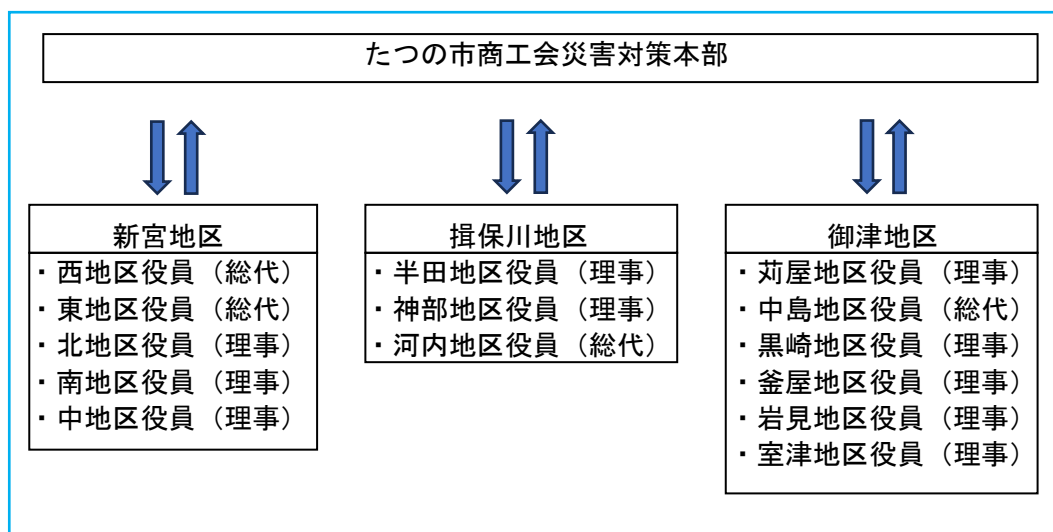 たつの市商工会災害対策本部
新宮地区
・西地区役員（総代）
・東地区役員（総代）
・北地区役員（理事）
・南地区役員（理事）
・中地区役員（理事）
揖保川地区
・半田地区役員（理事）
・神部地区役員（理事）
・河内地区役員（総代）
御津地区
・苅屋地区役員（理事）
・中島地区役員（総代）
・黒崎地区役員（理事）
・釜屋地区役員（理事）
・岩見地区役員（理事）
・室津地区役員（理事）